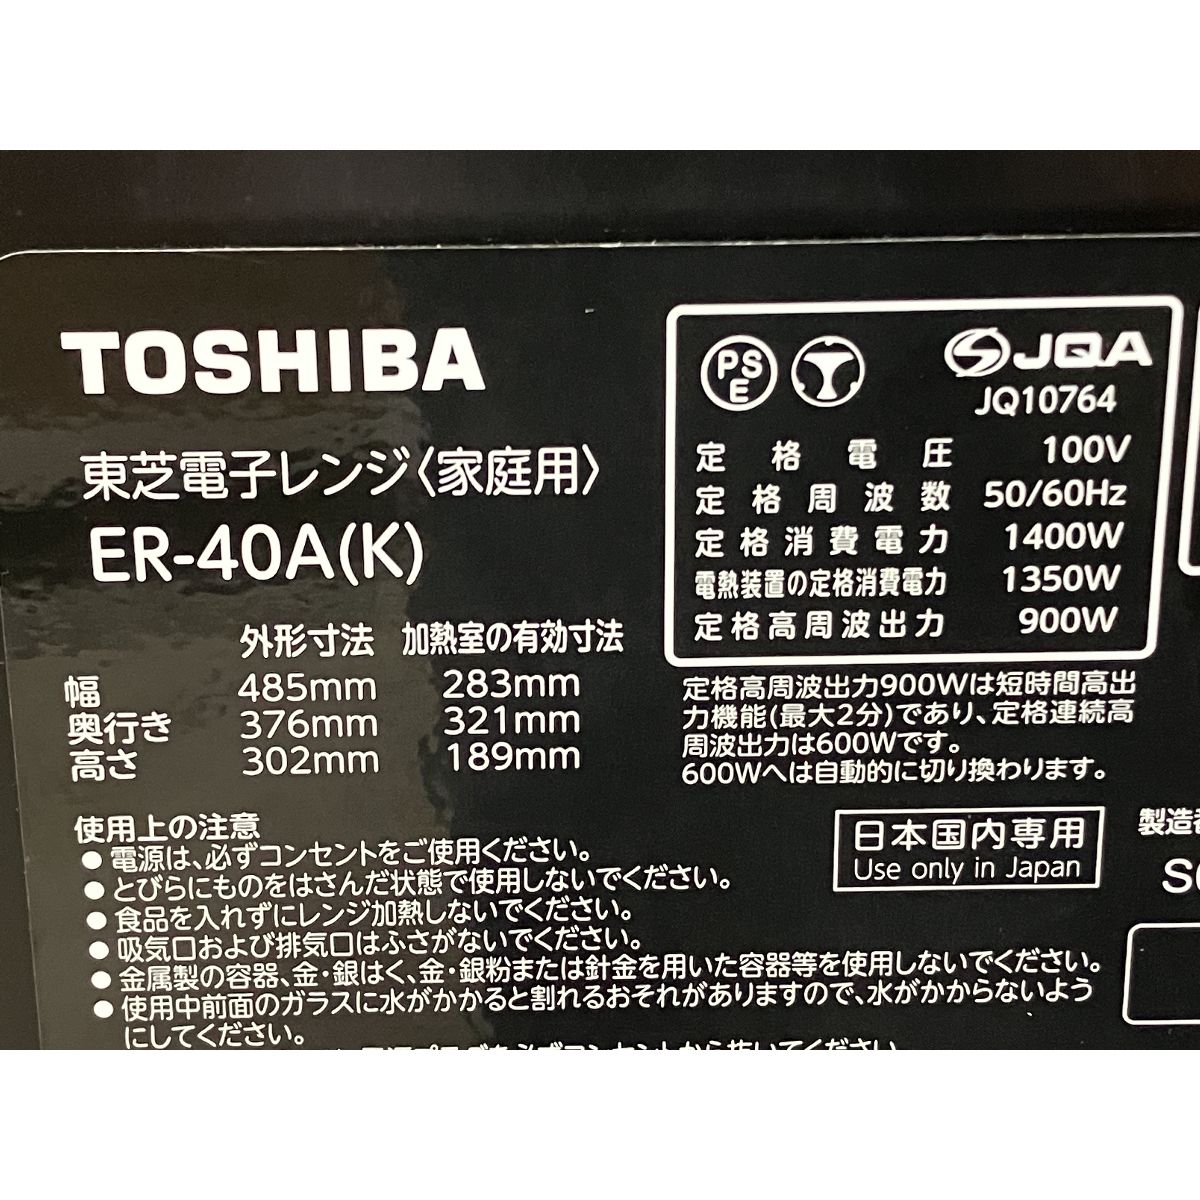 TOSHIBA
東芝電子レンジ〈家庭用〉
ER-40A(K)
外形寸法 加熱室の有効寸法
幅 485mm 283mm
奥行き 376mm 321mm
高さ 302mm 189mm
PSE
JQA
JQ10764
定格電圧 100V
定格周波数 50/60Hz
定格消費電力 1400W
電熱装置の定格消費電力 1350W
定格高周波出力 900W
定格高周波出力900Wは短時間高出
力機能(最大2分)であり、定格連続高
周波出力は600Wです。
600Wへは自動的に切り換わります。
日本国内専用
Use only in Japan
製造
使用上の注意
●電源は、必ずコンセントをご使用ください。
●とびらにものをはさんだ状態で使用しないでください。
●食品を入れずにレンジ加熱しないでください。
●吸気口および排気口はふさがないでください。
●金属製の容器、金・銀はく、金・銀粉または針金を用いた容器等を使用しないでください。
●使用中前面のガラスに水がかかると割れるおそれがありますので、水がかからないよう
にしてください。